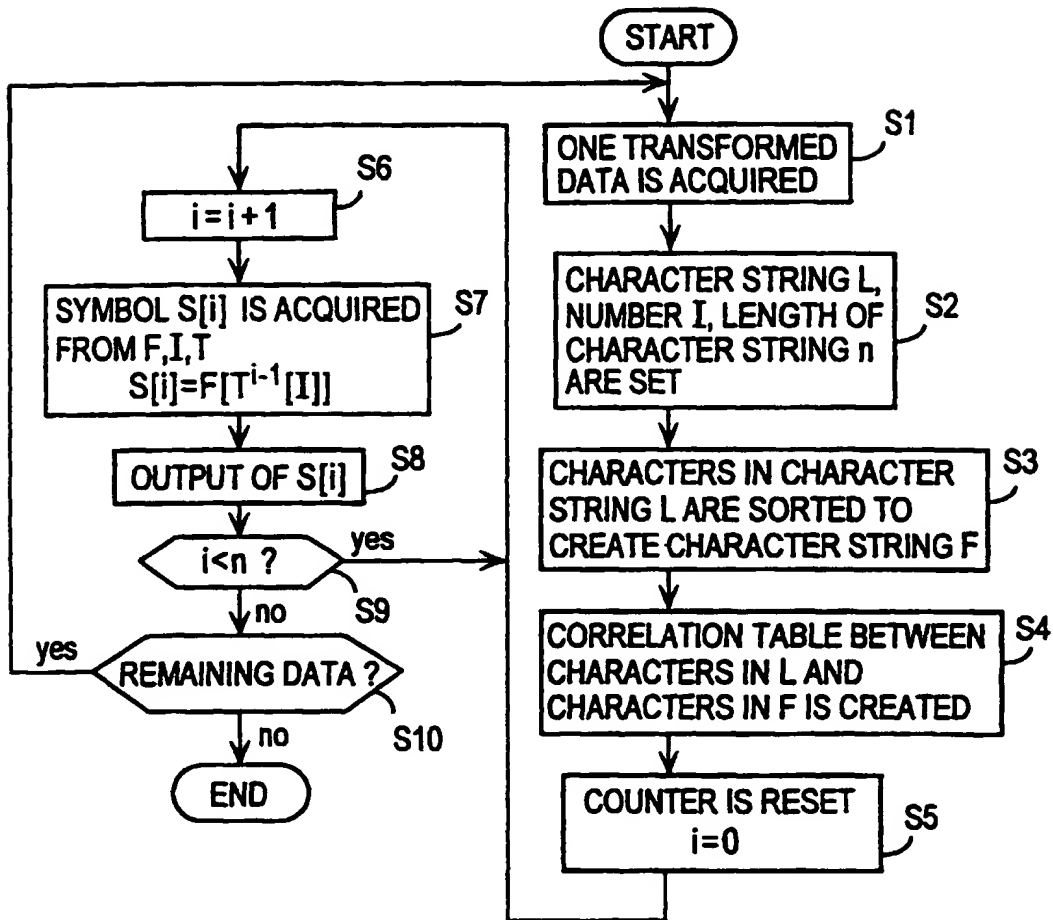 START
S1
ONE TRANSFORMED
DATA IS ACQUIRED
S2
CHARACTER STRING L,
NUMBER I, LENGTH OF
CHARACTER STRING n
ARE SET
S3
CHARACTERS IN CHARACTER
STRING L ARE SORTED TO
CREATE CHARACTER STRING F
S4
CORRELATION TABLE BETWEEN
CHARACTERS IN L AND
CHARACTERS IN F IS CREATED
S5
COUNTER IS RESET
i=0
S6
i=i+1
S7
SYMBOL S[i] IS ACQUIRED
FROM F,I,T
S[i]=F[T^{i-1}[I]]
S8
OUTPUT OF S[i]
i<n ?
yes
S9
no
yes
REMAINING DATA ?
S10
no
END